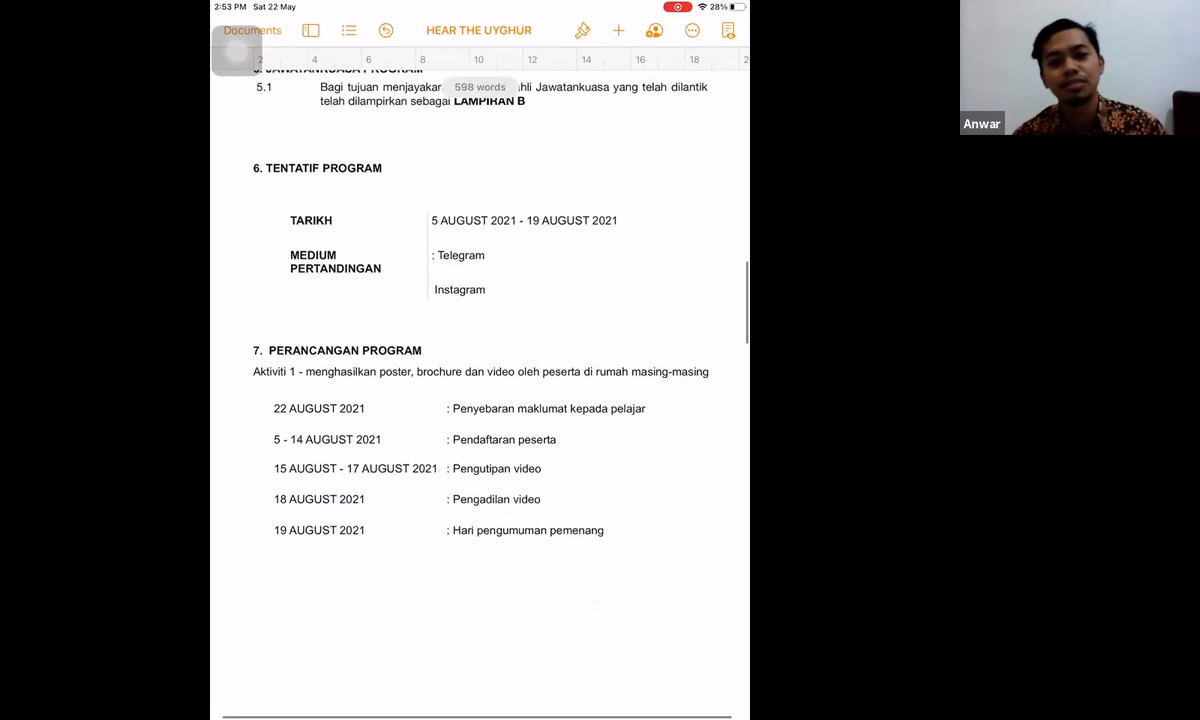 2:53 PM Sat 22 May 28%
Documents HEAR THE UYGHUR
2 4 6 8 10 12 14 16 18
5. JAWATANKUASA PROGRAM
598 words
5.1 Bagi tujuan menjayakan hli Jawatankuasa yang telah dilantik
telah dilampirkan sebagai LAMPIRAN B
6. TENTATIF PROGRAM
TARIKH 5 AUGUST 2021 - 19 AUGUST 2021
MEDIUM : Telegram
PERTANDINGAN
Instagram
7. PERANCANGAN PROGRAM
Aktiviti 1 - menghasilkan poster, brochure dan video oleh peserta di rumah masing-masing
22 AUGUST 2021 : Penyebaran maklumat kepada pelajar
5 - 14 AUGUST 2021 : Pendaftaran peserta
15 AUGUST - 17 AUGUST 2021 : Pengutipan video
18 AUGUST 2021 : Pengadilan video
19 AUGUST 2021 : Hari pengumuman pemenang
Anwar